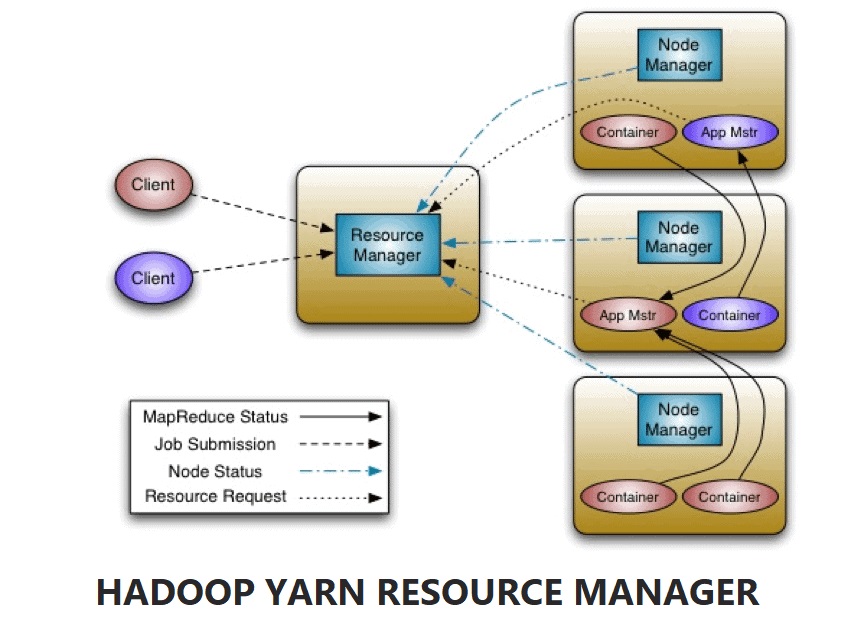 Node
Manager
Container
App Mstr
Client
Resource
Manager
Node
Manager
Client
App Mstr
Container
Node
Manager
MapReduce Status
Job Submission
Node Status
Resource Request
Container
Container
HADOOP YARN RESOURCE MANAGER